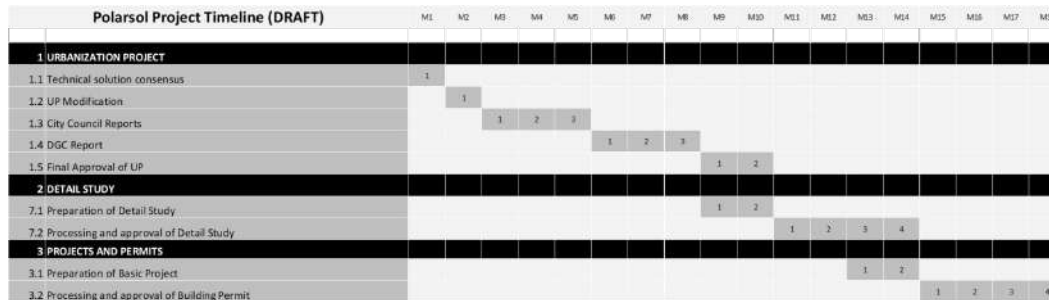 Polarsol Project Timeline (DRAFT) M1 M2 M3 M4 M5 M6 M7 M8 M9 M10 M11 M12 M13 M14 M15 M16 M17
1 URBANIZATION PROJECT
1.1 Technical solution consensus 1
1.2 UP Modification 1
1.3 City Council Reports 1 2 3
1.4 DGC Report 1 2 3
1.5 Final Approval of UP 1 2
2 DETAIL STUDY
7.1 Preparation of Detail Study 1 2
7.2 Processing and approval of Detail Study 1 2 3 4
3 PROJECTS AND PERMITS
3.1 Preparation of Basic Project 1 2
3.2 Processing and approval of Building Permit 1 2 3 4